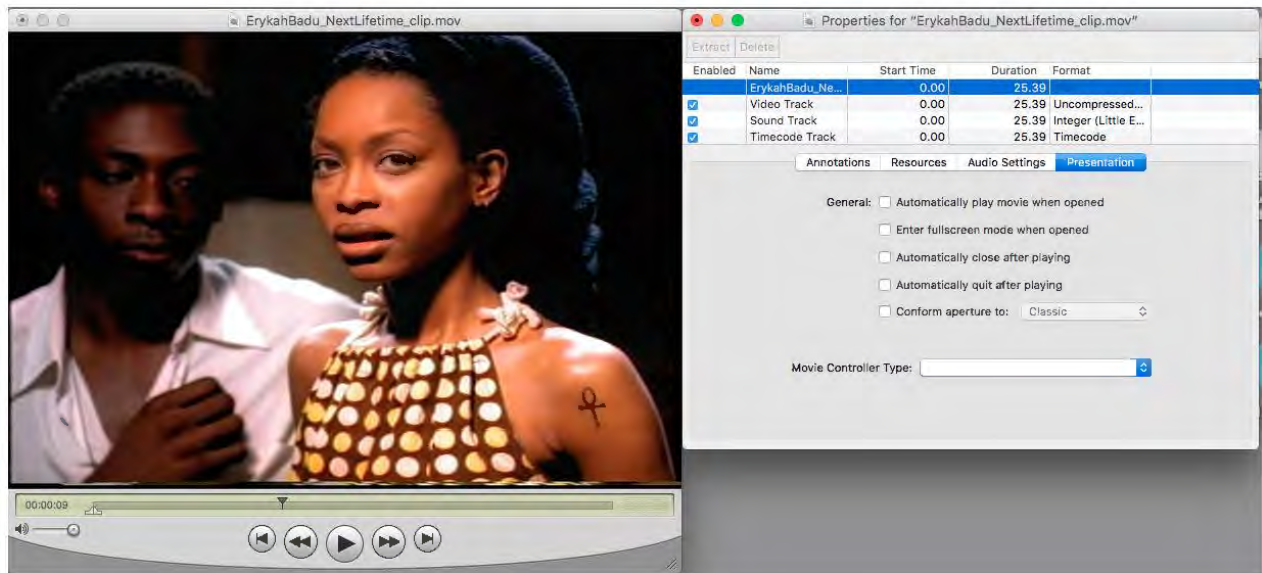 ErykahBadu_NextLifetime_clip.mov
00:00:09
Properties for "ErykahBadu_NextLifetime_clip.mov"
Extract Delete
Enabled Name Start Time Duration Format
ErykahBadu_Ne... 0.00 25.39
Video Track 0.00 25.39 Uncompressed...
Sound Track 0.00 25.39 Integer (Little E...
Timecode Track 0.00 25.39 Timecode
Annotations Resources Audio Settings Presentation
General: Automatically play movie when opened
Enter fullscreen mode when opened
Automatically close after playing
Automatically quit after playing
Conform aperture to: Classic
Movie Controller Type: